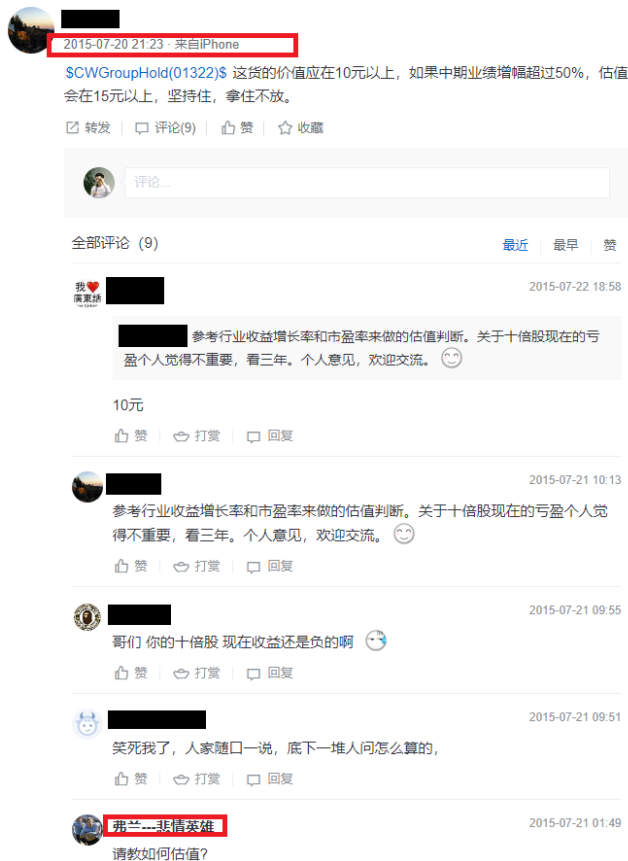 2015-07-20 21:23 · 来自iPhone
$CWGroupHold(01322)$ 这货的价值应在10元以上，如果中期业绩增幅超过50%，估值
会在15元以上，坚持住，拿住不放。
转发 评论(9) 赞 收藏
评论...
全部评论（9） 最近 最早 赞
我❤
廣東話
2015-07-22 18:58
参考行业收益增长率和市盈率来做的估值判断。关于十倍股现在的亏
盈个人觉得不重要，看三年。个人意见，欢迎交流。
10元
赞 打赏 回复
2015-07-21 10:13
参考行业收益增长率和市盈率来做的估值判断。关于十倍股现在的亏盈个人觉
得不重要，看三年。个人意见，欢迎交流。
赞 打赏 回复
2015-07-21 09:55
哥们 你的十倍股 现在收益还是负的啊
赞 打赏 回复
2015-07-21 09:51
笑死我了，人家随口一说，底下一堆人问怎么算的，
赞 打赏 回复
弗兰---悲情英雄 2015-07-21 01:49
请教如何估值？